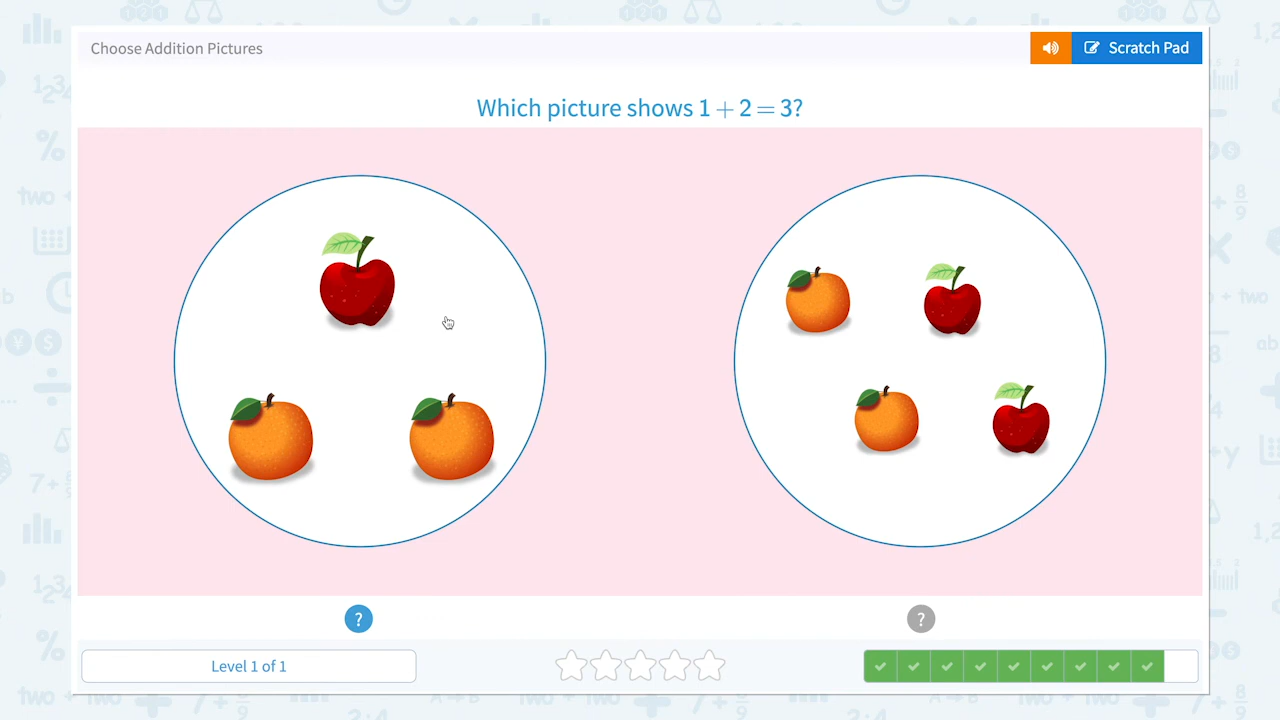 Choose Addition Pictures
Scratch Pad
Which picture shows 1 + 2 = 3?
? ?
Level 1 of 1